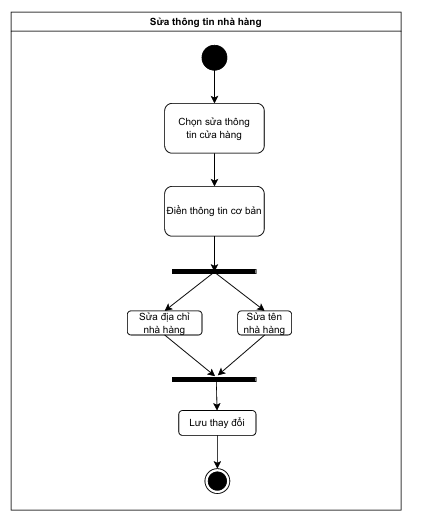 Sửa thông tin nhà hàng
Chọn sửa thông
tin cửa hàng
Điền thông tin cơ bản
Sửa địa chỉ
nhà hàng
Sửa tên
nhà hàng
Lưu thay đổi